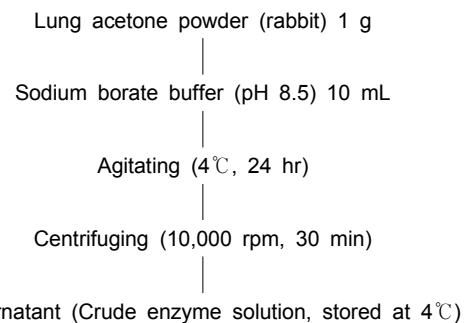 Lung acetone powder (rabbit) 1 g
Sodium borate buffer (pH 8.5) 10 mL
Agitating (4℃, 24 hr)
Centrifuging (10,000 rpm, 30 min)
rnatant (Crude enzyme solution, stored at 4℃)